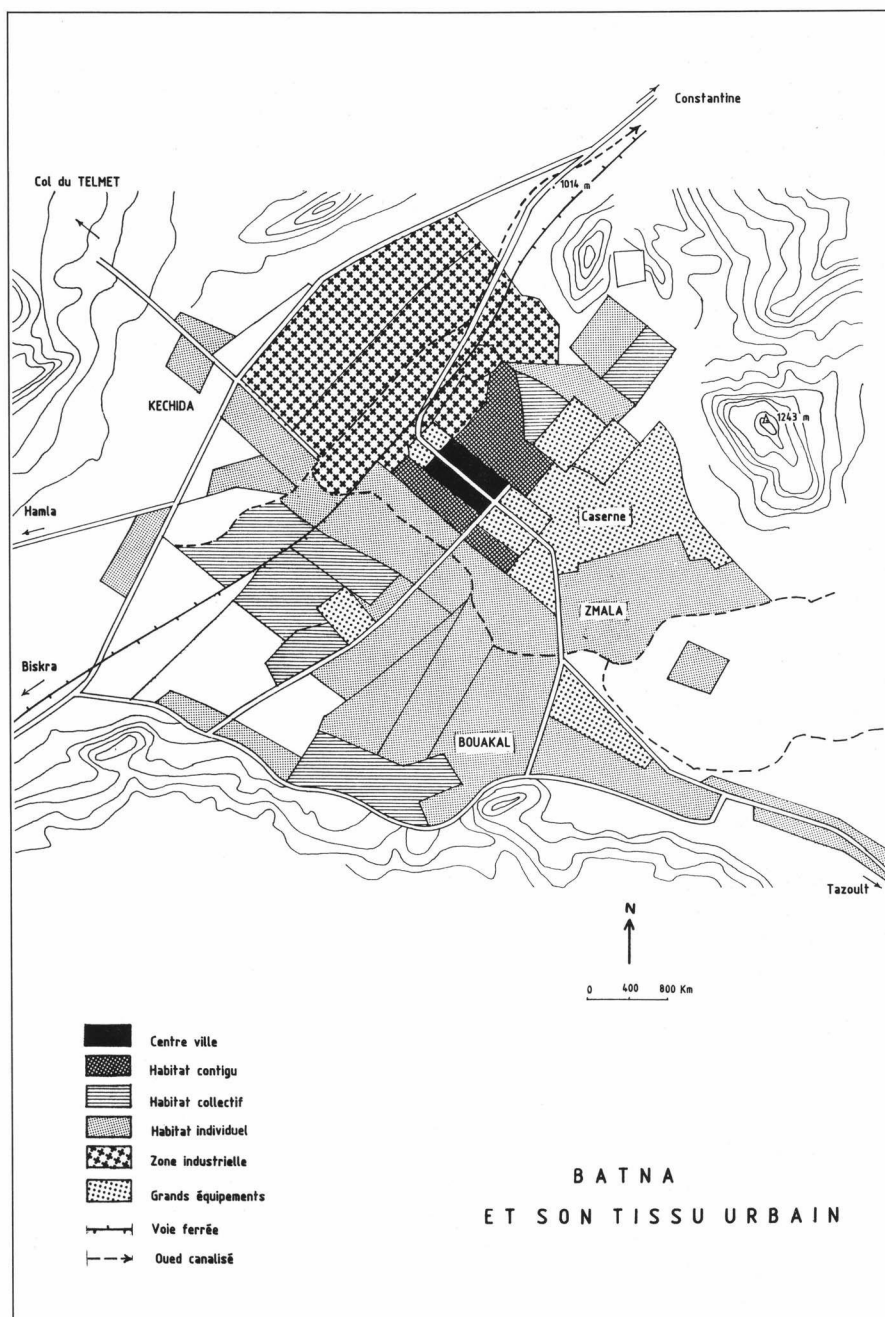 Constantine
1014 m
Col du TELMET
KECHIDA
1243 m
Hamla
Caserne
ZMALA
Biskra
BOUAKAL
Tazoult
N
0 400 800 Km
Centre ville
Habitat contigu
Habitat collectif
Habitat individuel
Zone industrielle
Grands équipements
Voie ferrée
Oued canalisé
BATNA
ET SON TISSU URBAIN